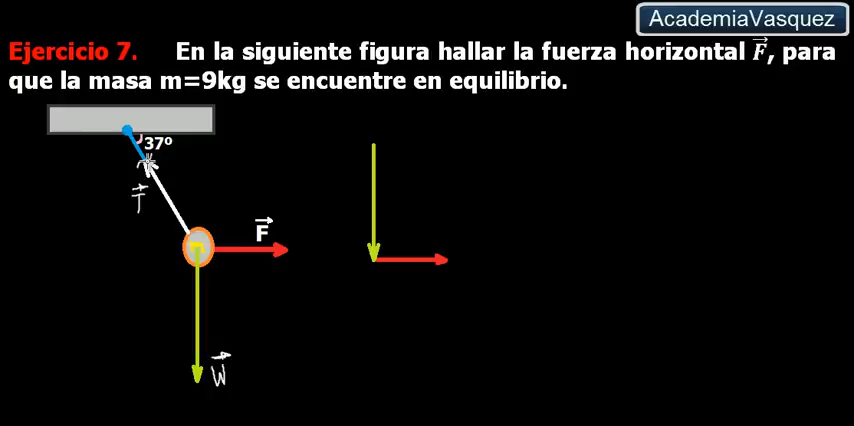 AcademiaVasquez
Ejercicio 7. En la siguiente figura hallar la fuerza horizontal F⃗, para
que la masa m=9kg se encuentre en equilibrio.
37º
T⃗
F⃗
m
W⃗